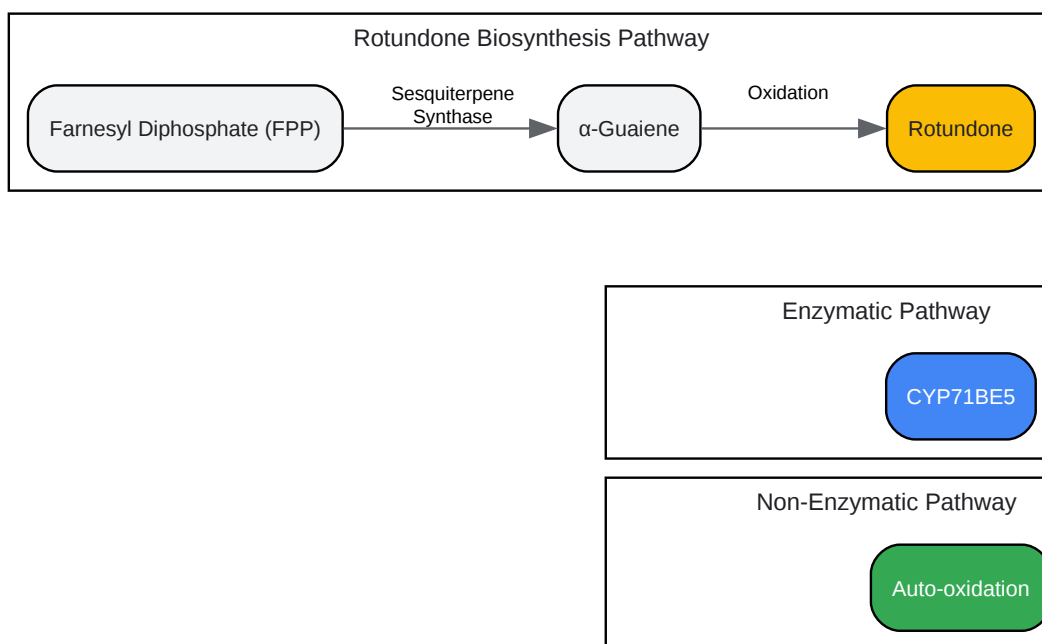 Rotundone Biosynthesis Pathway
Farnesyl Diphosphate (FPP)
Sesquiterpene
Synthase
α-Guaiene
Oxidation
Rotundone
Enzymatic Pathway
CYP71BE5
Non-Enzymatic Pathway
Auto-oxidation